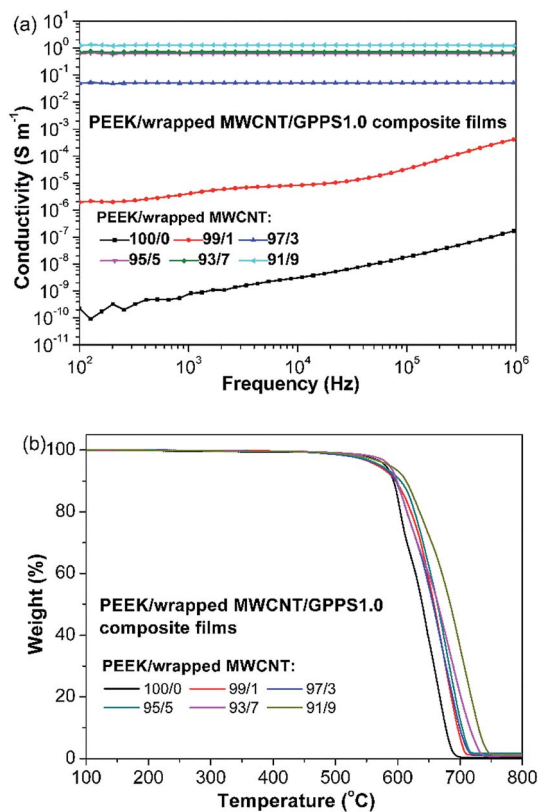 (a)
10¹
10⁰
10⁻¹
10⁻²
10⁻³
10⁻⁴
10⁻⁵
10⁻⁶
10⁻⁷
10⁻⁸
10⁻⁹
10⁻¹⁰
10⁻¹¹
Conductivity (S m⁻¹)
PEEK/wrapped MWCNT/GPPS1.0 composite films
PEEK/wrapped MWCNT:
100/0 99/1 97/3
95/5 93/7 91/9
10² 10³ 10⁴ 10⁵ 10⁶
Frequency (Hz)
(b)
100
80
60
40
20
0
Weight (%)
PEEK/wrapped MWCNT/GPPS1.0
composite films
PEEK/wrapped MWCNT:
100/0 99/1 97/3
95/5 93/7 91/9
100 200 300 400 500 600 700 800
Temperature (°C)